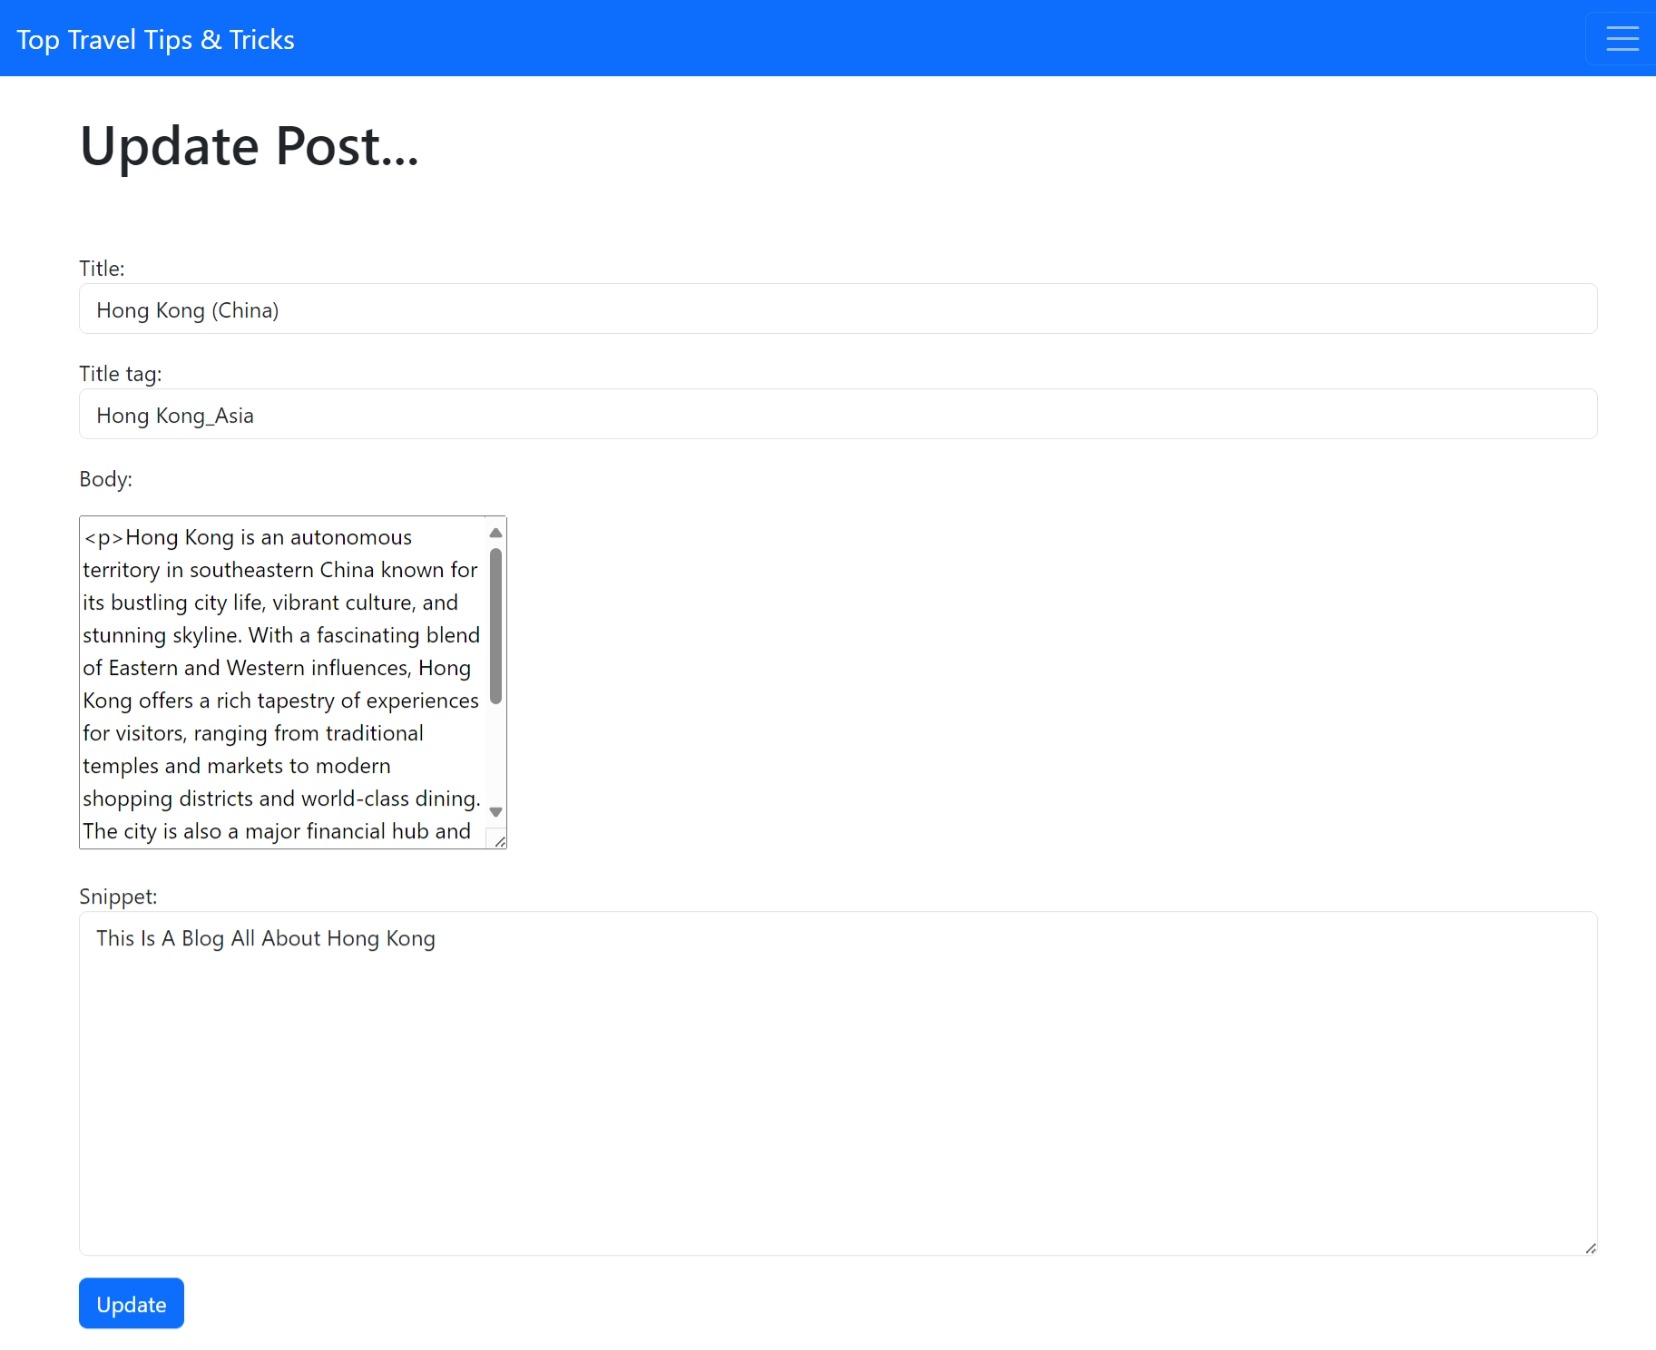 Top Travel Tips & Tricks
Update Post...
Title:
Hong Kong (China)
Title tag:
Hong Kong_Asia
Body:
<p>Hong Kong is an autonomous
territory in southeastern China known for
its bustling city life, vibrant culture, and
stunning skyline. With a fascinating blend
of Eastern and Western influences, Hong
Kong offers a rich tapestry of experiences
for visitors, ranging from traditional
temples and markets to modern
shopping districts and world-class dining.
The city is also a major financial hub and
Snippet:
This Is A Blog All About Hong Kong
Update